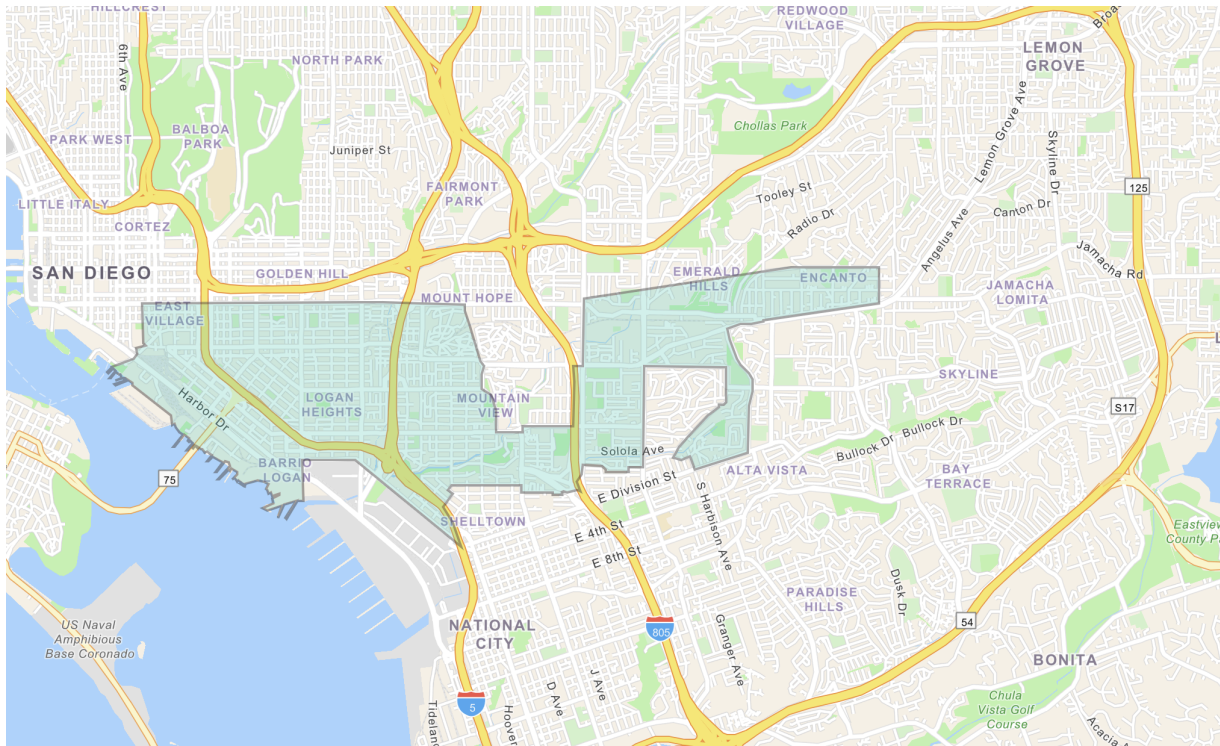 HILLCREST
REDWOOD
VILLAGE
6th Ave
NORTH PARK
LEMON
GROVE
PARK WEST
BALBOA
PARK
Juniper St
Chollas Park
Lemon Grove Ave
Skyline Dr
FAIRMONT
PARK
Tooley St
125
LITTLE ITALY
CORTEZ
Radio Dr
Canton Dr
Angelus Ave
Jamacha Rd
SAN DIEGO
GOLDEN HILL
EMERALD
HILLS
ENCANTO
MOUNT HOPE
JAMACHA
LOMITA
EAST
VILLAGE
SKYLINE
Harbor Dr
LOGAN
HEIGHTS
MOUNTAIN
VIEW
S17
Solola Ave
Bullock Dr
Bullock Dr
BARRIO
LOGAN
75
ALTA VISTA
BAY
TERRACE
E Division St
S Harbison Ave
SHELLTOWN
E 4th St
E 8th St
Eastview
County P
PARADISE
HILLS
Dusk Dr
US Naval
Amphibious
Base Coronado
NATIONAL
CITY
805
54
Granger Ave
BONITA
D Ave
J Ave
5
Hoover
Tidelan
Chula
Vista Golf
Course
Acacia A